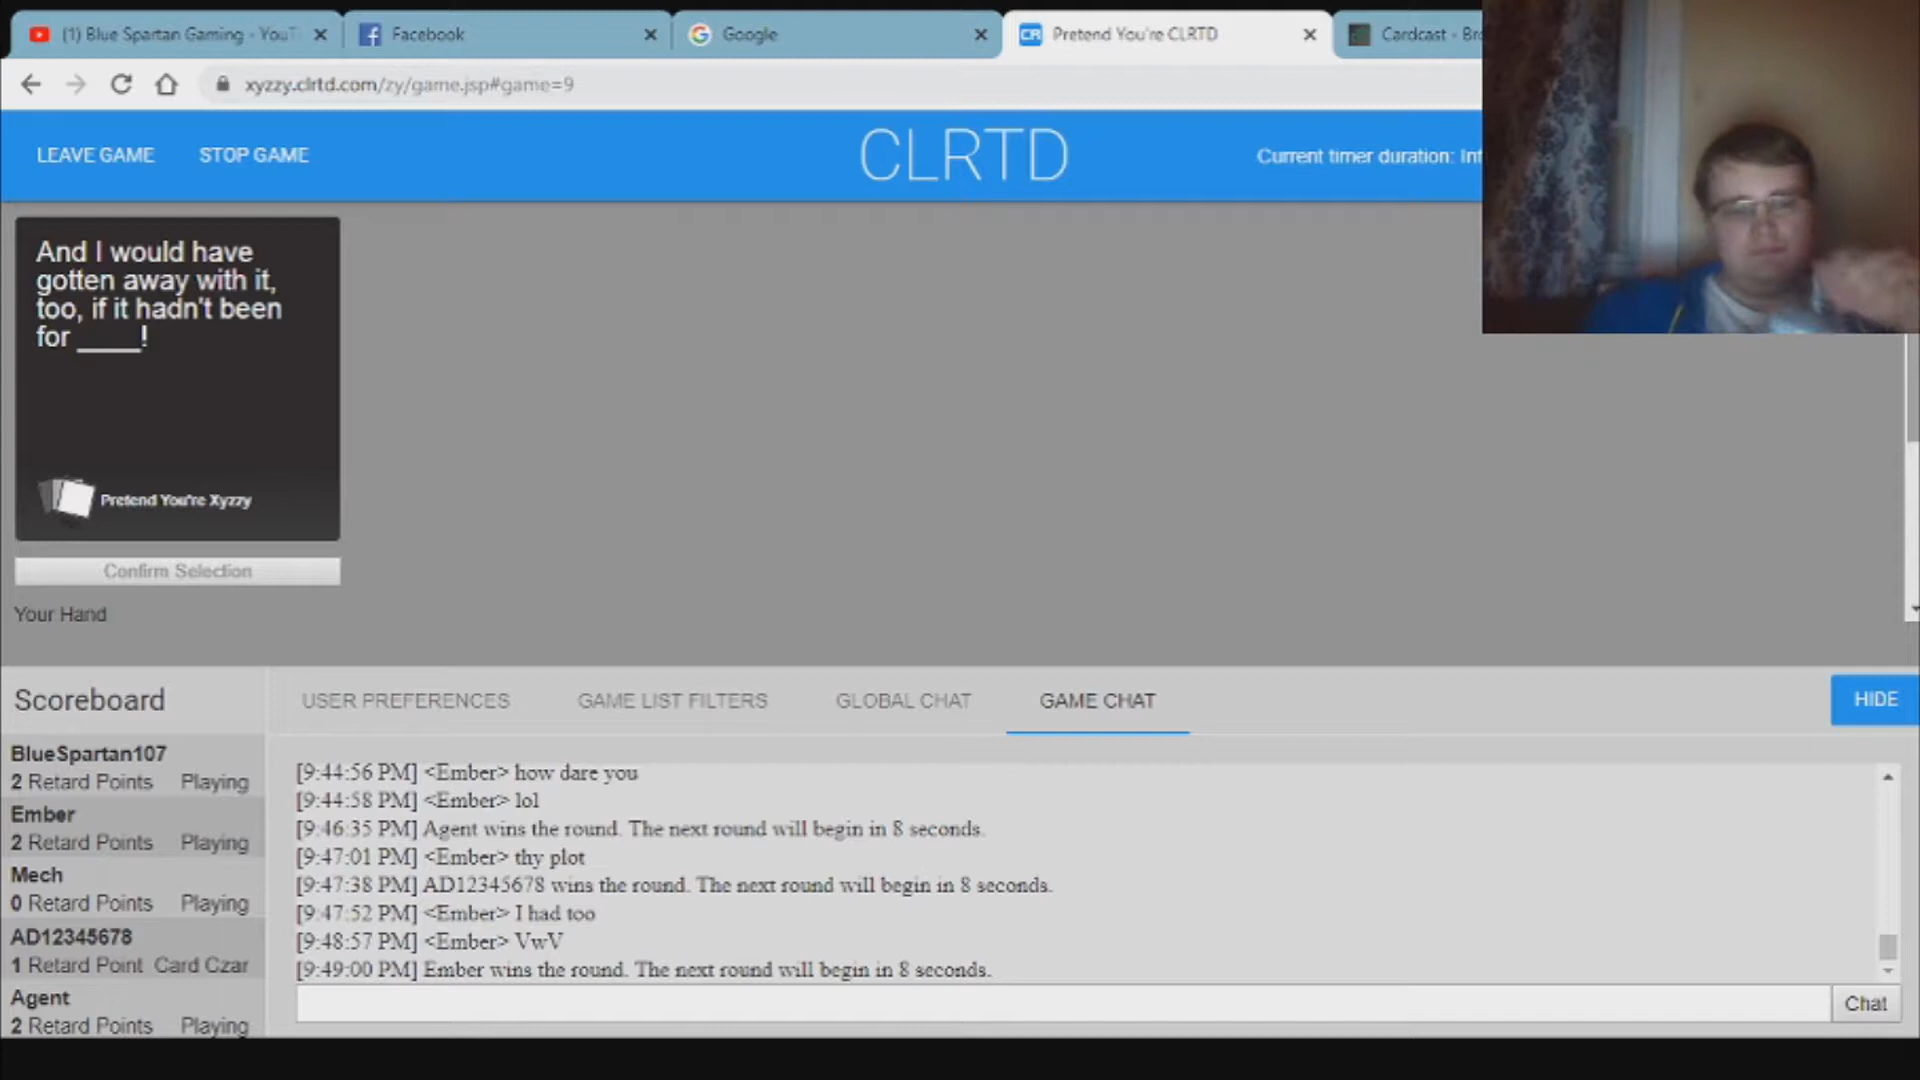 (1) Blue Spartan Gaming - YouT
Facebook
Google
CR Pretend You're CLRTD
Cardcast - Bro
xyzzy.clrtd.com/zy/game.jsp#game=9
LEAVE GAME
STOP GAME
CLRTD
Current timer duration: Inf
And I would have
gotten away with it,
too, if it hadn't been
for ____!
Pretend You're Xyzzy
Confirm Selection
Your Hand
Scoreboard
USER PREFERENCES
GAME LIST FILTERS
GLOBAL CHAT
GAME CHAT
HIDE
BlueSpartan107
2 Retard Points Playing
Ember
2 Retard Points Playing
Mech
0 Retard Points Playing
AD12345678
1 Retard Point Card Czar
Agent
2 Retard Points Playing
[9:44:56 PM] <Ember> how dare you
[9:44:58 PM] <Ember> lol
[9:46:35 PM] Agent wins the round. The next round will begin in 8 seconds.
[9:47:01 PM] <Ember> thy plot
[9:47:38 PM] AD12345678 wins the round. The next round will begin in 8 seconds.
[9:47:52 PM] <Ember> I had too
[9:48:57 PM] <Ember> VwV
[9:49:00 PM] Ember wins the round. The next round will begin in 8 seconds.
Chat